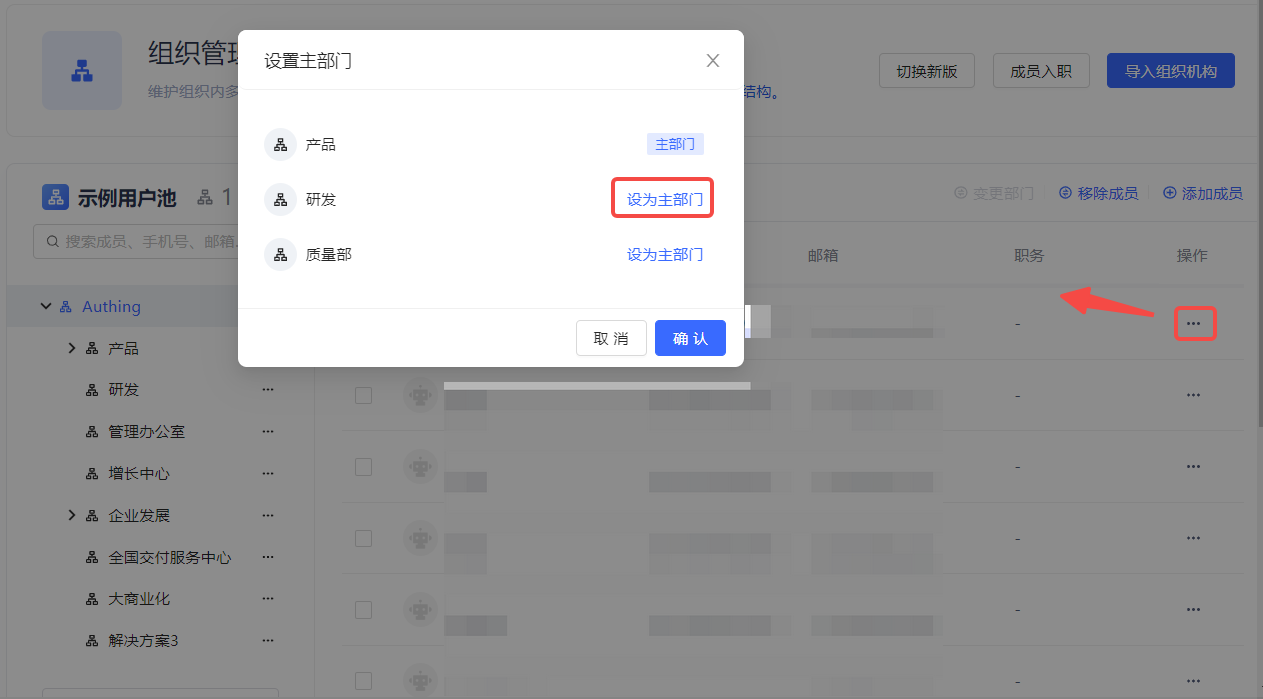 组织管
维护组织内多
结构。
切换新版
成员入职
导入组织机构
设置主部门
产品
主部门
研发
设为主部门
质量部
设为主部门
取 消
确 认
示例用户池
1
搜索成员、手机号、邮箱
变更部门
移除成员
添加成员
邮箱
职务
操作
Authing
产品
研发
管理办公室
增长中心
企业发展
全国交付服务中心
大商业化
解决方案3
-
-
-
-
-
-